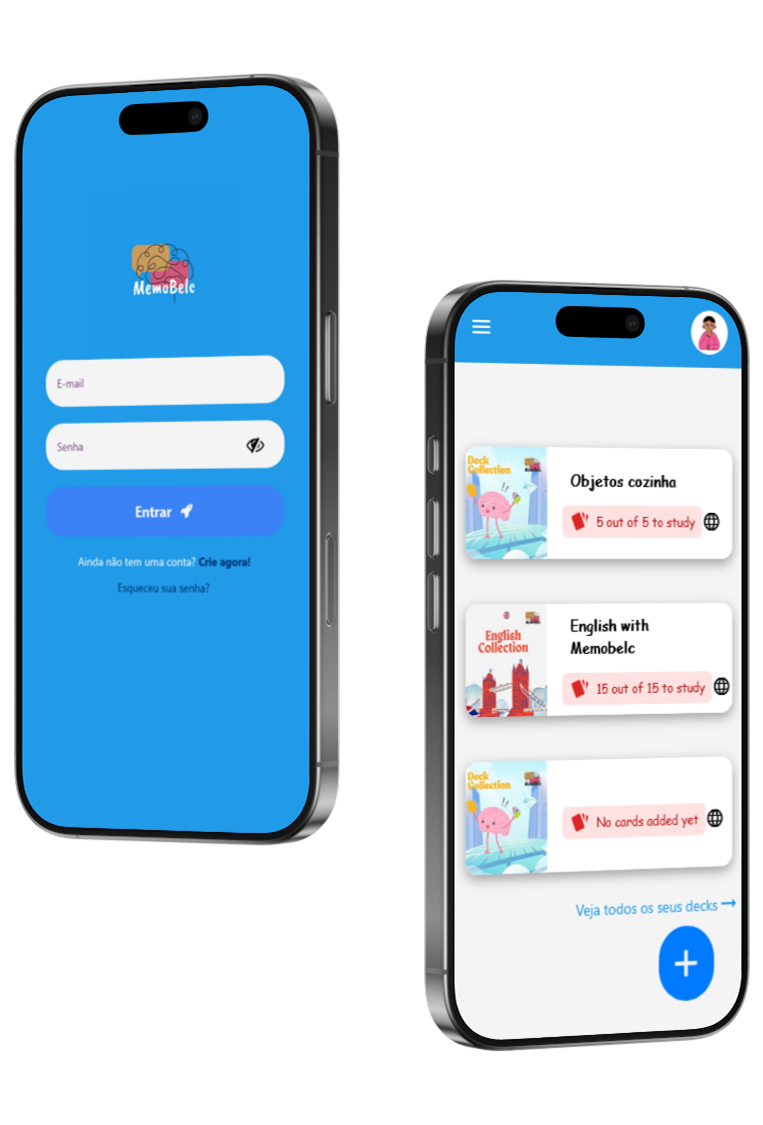 MemoBelc
E-mail
Senha
Entrar
Ainda não tem uma conta? Crie agora!
Esqueceu sua senha?
Deck
Collection
Objetos cozinha
5 out of 5 to study
English
Collection
English with
Memobelc
15 out of 15 to study
Deck
Collection
No cards added yet
Veja todos os seus decks